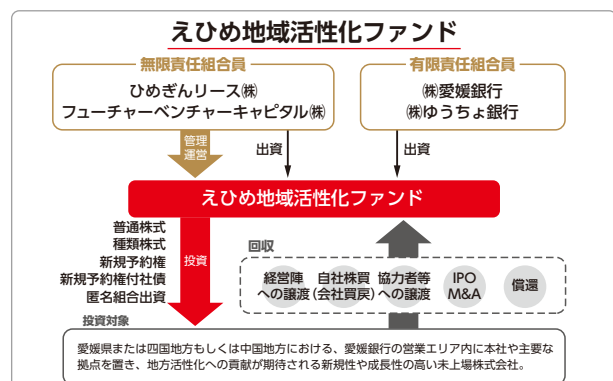 えひめ地域活性化ファンド
無限責任組合員
ひめぎんリース㈱
フューチャーベンチャーキャピタル㈱
有限責任組合員
㈱愛媛銀行
㈱ゆうちょ銀行
管理
運営
出資
出資
えひめ地域活性化ファンド
普通株式
種類株式
新規予約権
新規予約権付社債
匿名組合出資
投資
回収
経営陣
への譲渡
自社株買
(会社買戻)
協力者等
への譲渡
IPO
M&A
償還
投資対象
愛媛県または四国地方もしくは中国地方における、愛媛銀行の営業エリア内に本社や主要な
拠点を置き、地方活性化への貢献が期待される新規性や成長性の高い未上場株式会社。